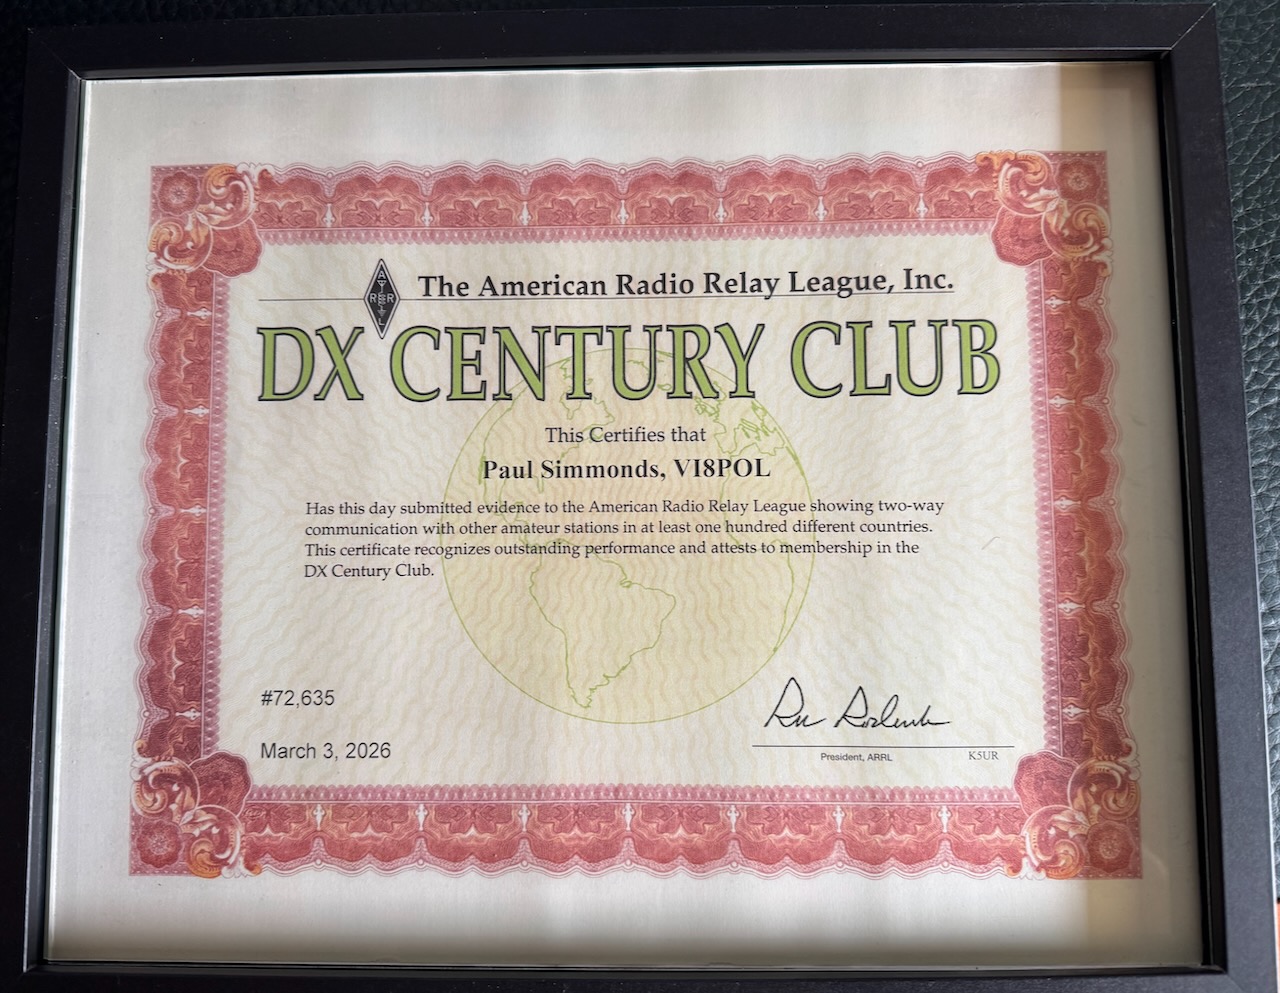 The American Radio Relay League, Inc.
ARRL
DX CENTURY CLUB
This Certifies that
Paul Simmonds, VI8POL
Has this day submitted evidence to the American Radio Relay League showing two-way
communication with other amateur stations in at least one hundred different countries.
This certificate recognizes outstanding performance and attests to membership in the
DX Century Club.
#72,635
March 3, 2026
President, ARRL K5UR